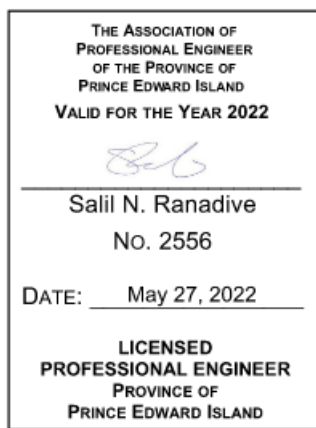 THE ASSOCIATION OF
PROFESSIONAL ENGINEER
OF THE PROVINCE OF
PRINCE EDWARD ISLAND
VALID FOR THE YEAR 2022
Salil N. Ranadive
NO. 2556
DATE: May 27, 2022
LICENSED
PROFESSIONAL ENGINEER
PROVINCE OF
PRINCE EDWARD ISLAND